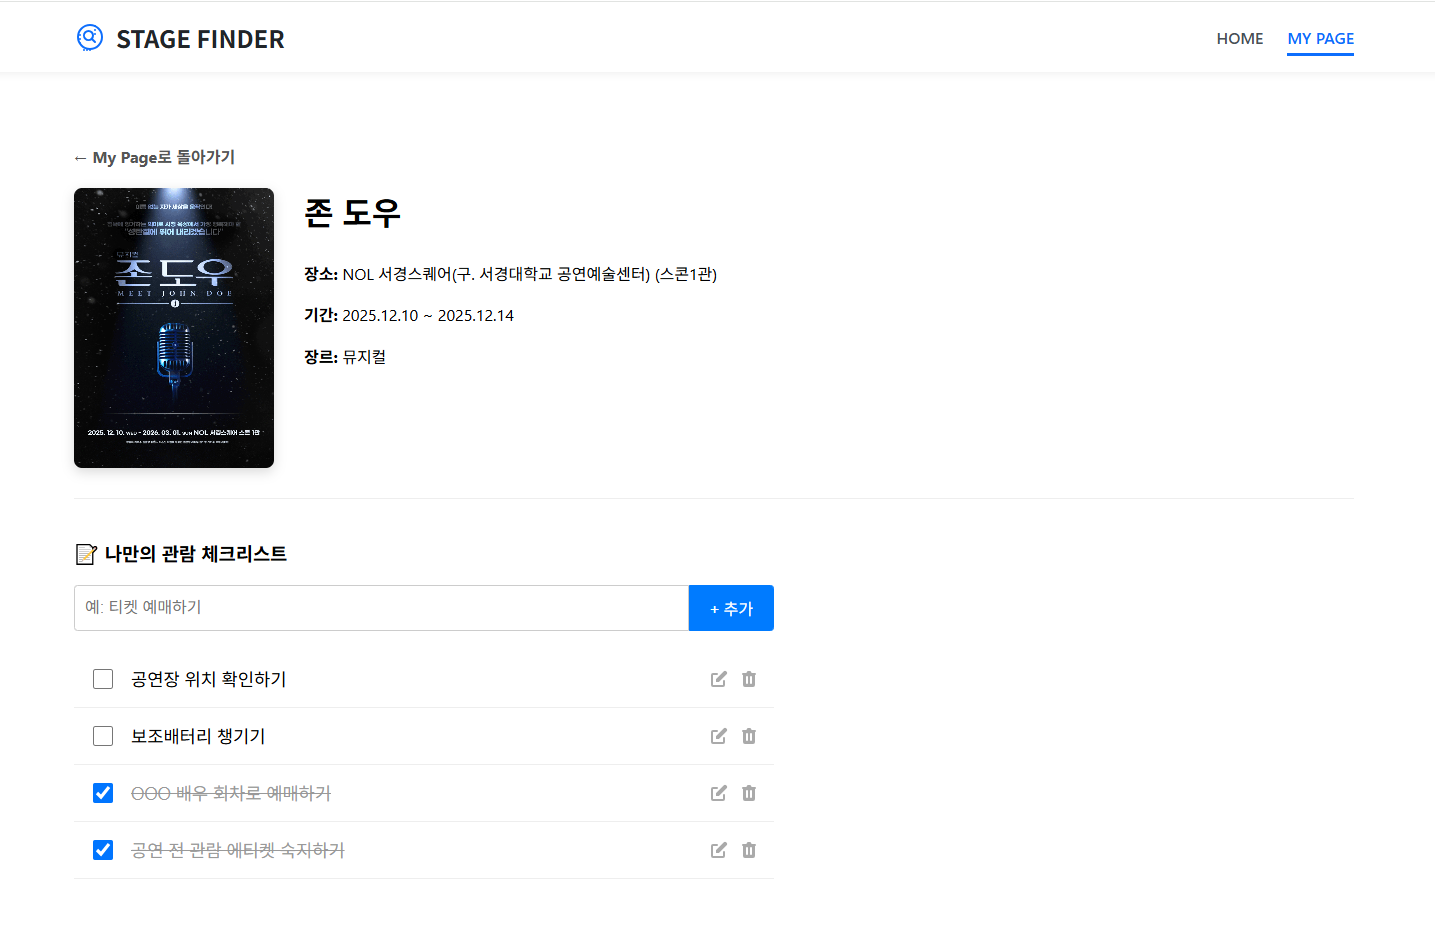 STAGE FINDER
HOME
MY PAGE
← My Page로 돌아가기
뮤지컬
존 도우
MEET JOHN DOE
2025. 12. 10. WED - 2026. 03. 01. SUN NOL 서경스퀘어 스콘 1관
존 도우
장소: NOL 서경스퀘어(구. 서경대학교 공연예술센터) (스콘1관)
기간: 2025.12.10 ~ 2025.12.14
장르: 뮤지컬
📝 나만의 관람 체크리스트
예: 티켓 예매하기
+ 추가
공연장 위치 확인하기
보조배터리 챙기기
OOO 배우 회차로 예매하기
공연 전 관람 에티켓 숙지하기